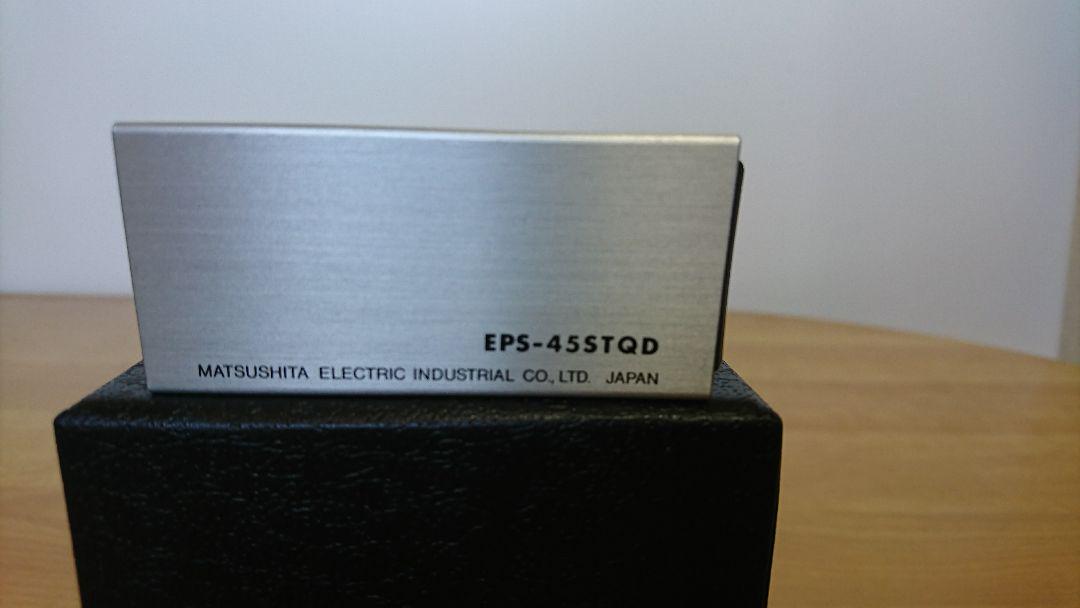 EPS-45STQD
MATSUSHITA ELECTRIC INDUSTRIAL CO., LTD. JAPAN